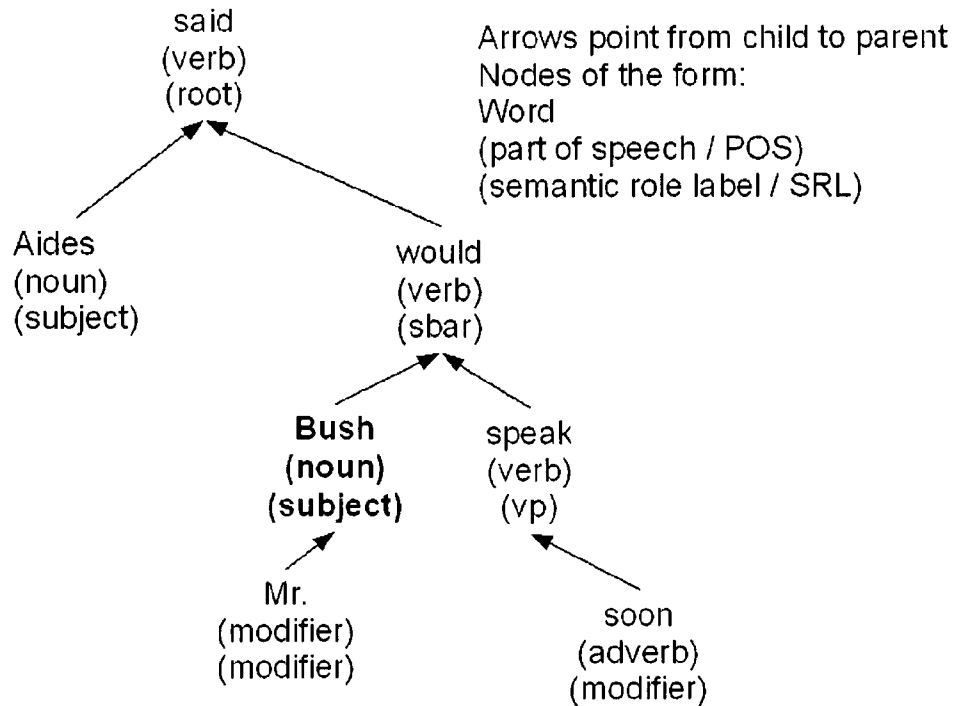 said
(verb)
(root)
Arrows point from child to parent
Nodes of the form:
Word
(part of speech / POS)
(semantic role label / SRL)
Aides
(noun)
(subject)
would
(verb)
(sbar)
Bush
(noun)
(subject)
speak
(verb)
(vp)
Mr.
(modifier)
(modifier)
soon
(adverb)
(modifier)